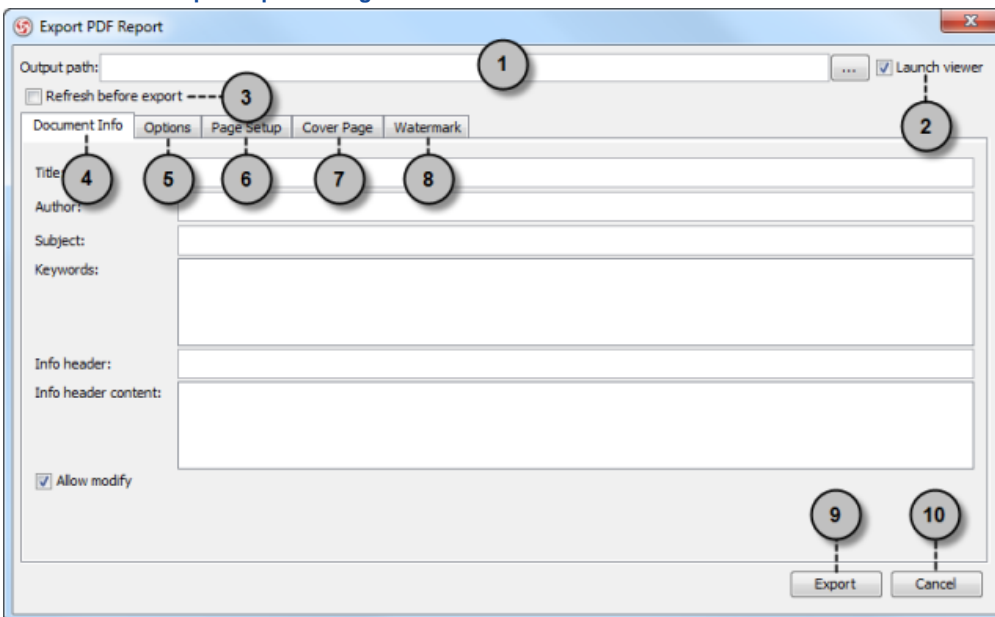 Export PDF Report
Output path: 1 ... Launch viewer
Refresh before export 3
2
Document Info Options Page Setup Cover Page Watermark
4 5 6 7 8
Title:
Author:
Subject:
Keywords:
Info header:
Info header content:
Allow modify
9 10
Export Cancel